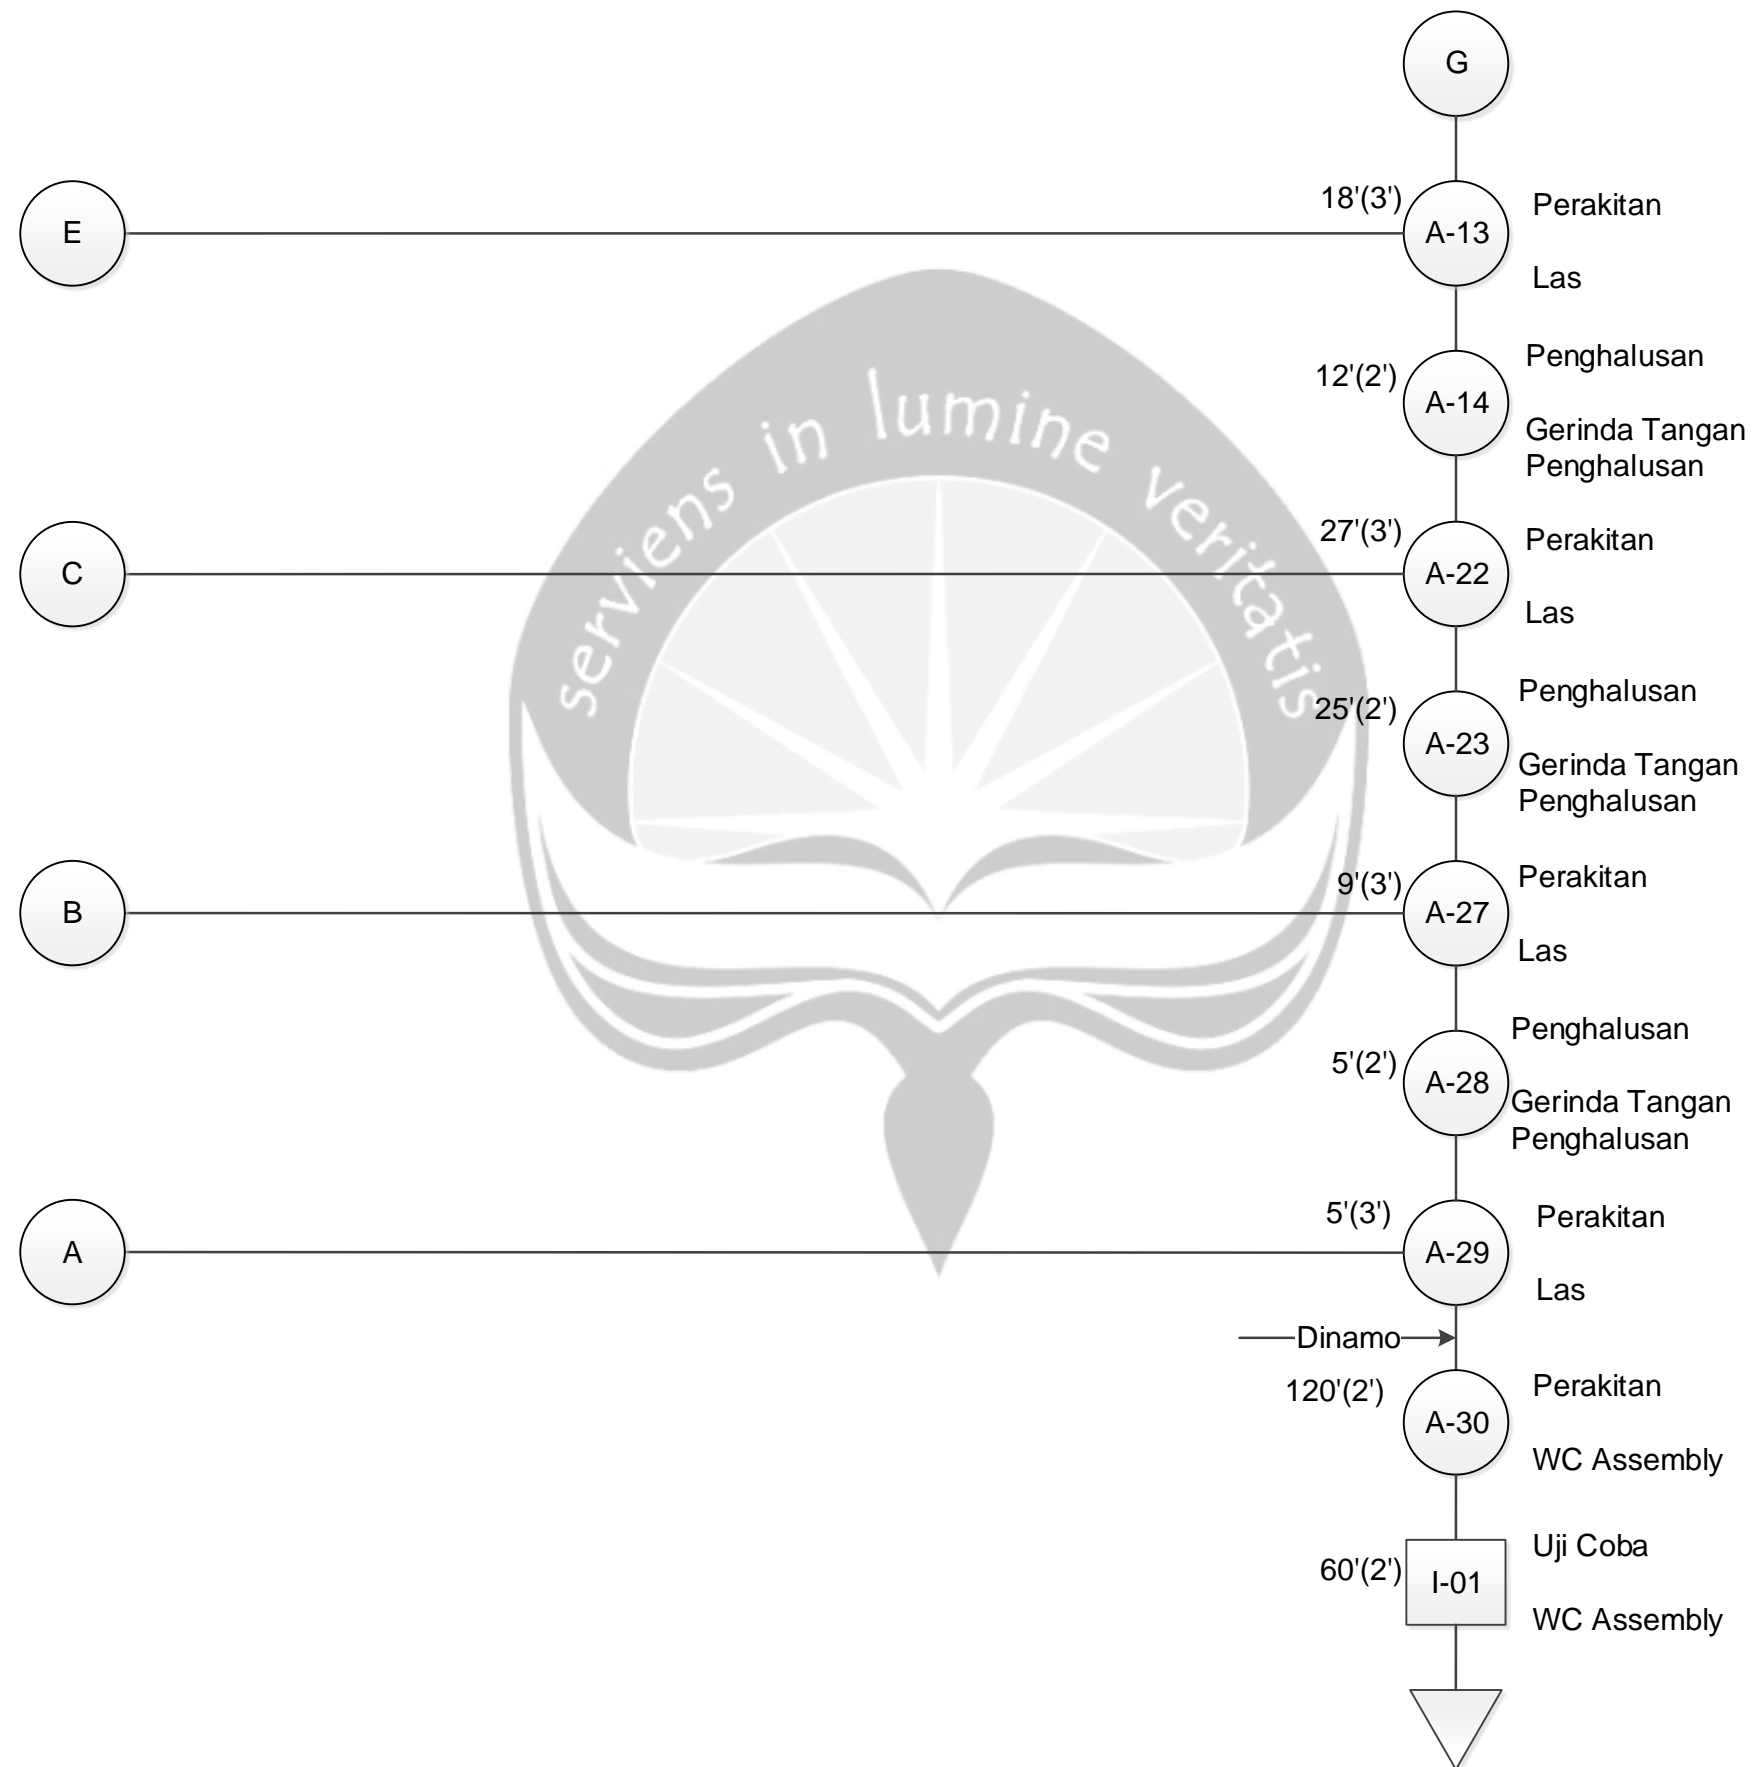 G
18'(3')
Perakitan
E
A-13
Las
Penghalusan
12'(2')
A-14
Gerinda Tangan
Penghalusan
serviens in lumine veritatis
27'(3')
Perakitan
C
A-22
Las
Penghalusan
25'(2')
A-23
Gerinda Tangan
Penghalusan
9'(3')
Perakitan
B
A-27
Las
Penghalusan
5'(2')
A-28
Gerinda Tangan
Penghalusan
5'(3')
Perakitan
A
A-29
Las
Dinamo
120'(2')
Perakitan
A-30
WC Assembly
Uji Coba
60'(2')
I-01
WC Assembly